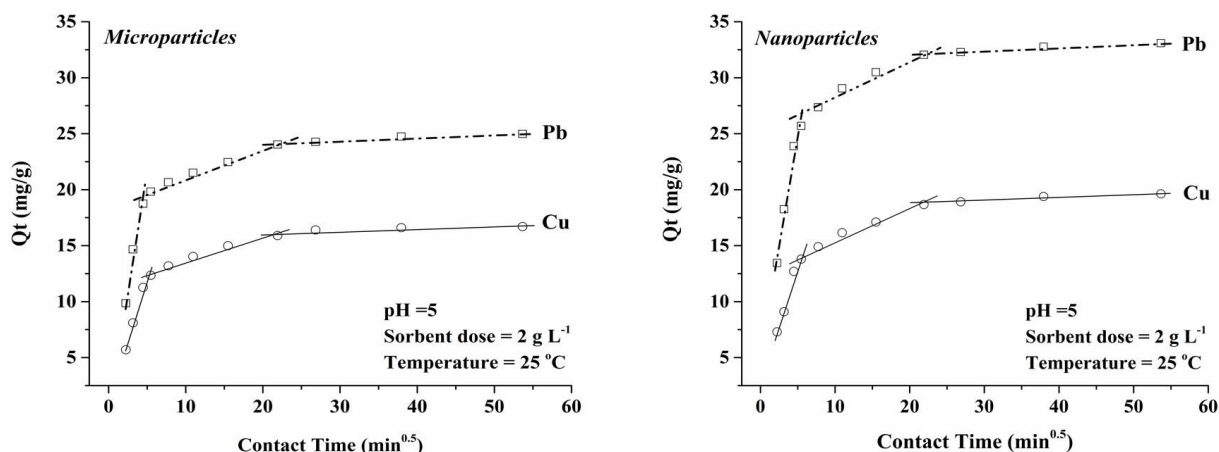 Microparticles
35
30
25
20
15
10
5
Qt (mg/g)
Pb
Cu
pH =5
Sorbent dose = 2 g L⁻¹
Temperature = 25 °C
0 10 20 30 40 50 60
Contact Time (min⁰·⁵)
Nanoparticles
35
30
25
20
15
10
5
Qt (mg/g)
Pb
Cu
pH =5
Sorbent dose = 2 g L⁻¹
Temperature = 25 °C
0 10 20 30 40 50 60
Contact Time (min⁰·⁵)